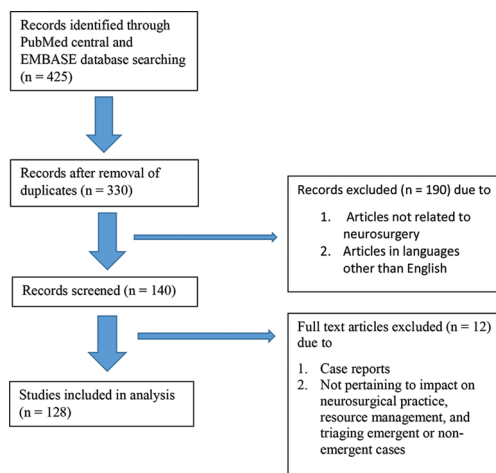 Records identified through
PubMed central and
EMBASE database searching
(n = 425)
Records after removal of
duplicates (n = 330)
Records excluded (n = 190) due to
1. Articles not related to
neurosurgery
2. Articles in languages
other than English
Records screened (n = 140)
Full text articles excluded (n = 12)
due to
1. Case reports
2. Not pertaining to impact on
neurosurgical practice,
resource management, and
triaging emergent or non-
emergent cases
Studies included in analysis
(n = 128)